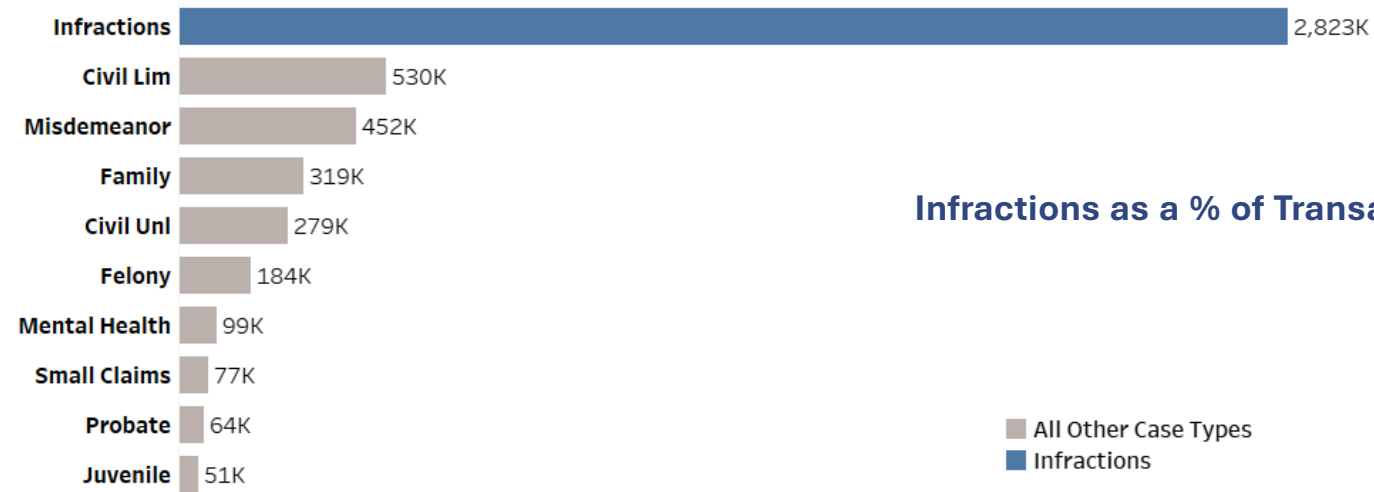 Infractions 2,823K
Civil Lim 530K
Misdemeanor 452K
Family 319K
Infractions as a % of
Civil Unl 279K
Felony 184K
Mental Health 99K
Small Claims 77K
Probate 64K
All Other Case Types
Infractions
Juvenile 51K